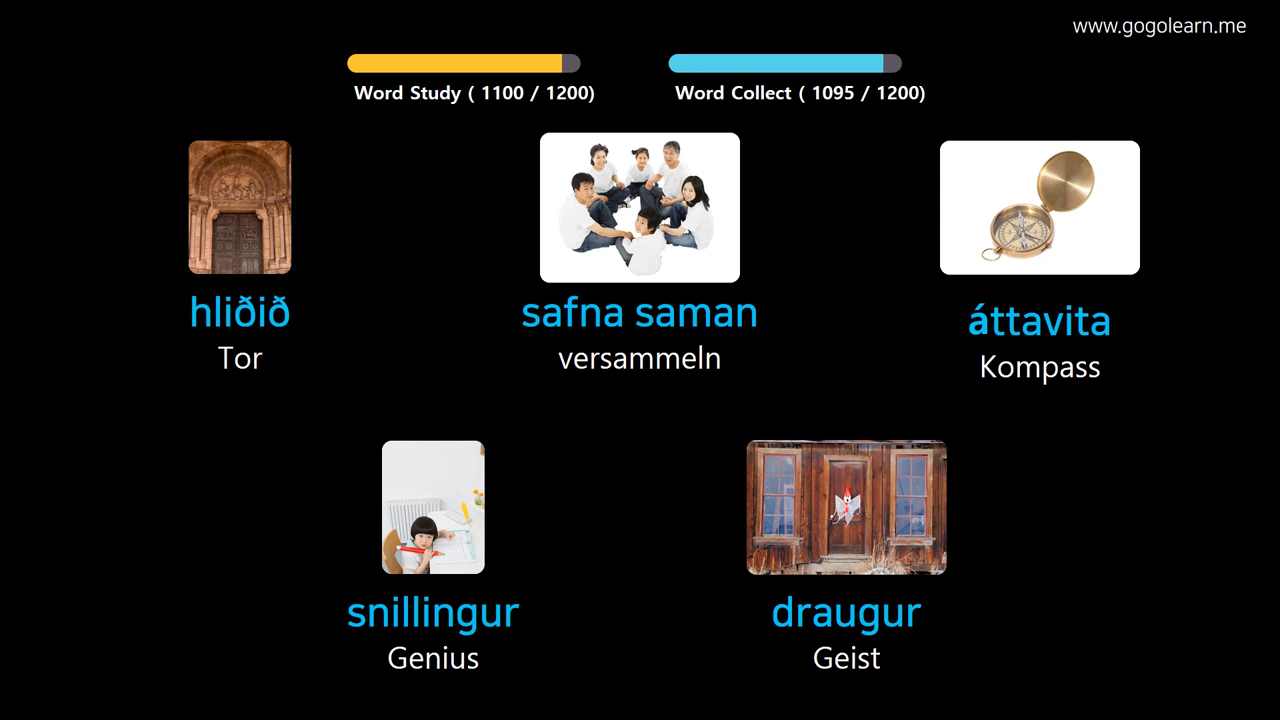 www.gogolearn.me
Word Study ( 1100 / 1200)
Word Collect ( 1095 / 1200)
hliðið
Tor
safna saman
versammeln
áttavita
Kompass
snillingur
Genius
draugur
Geist